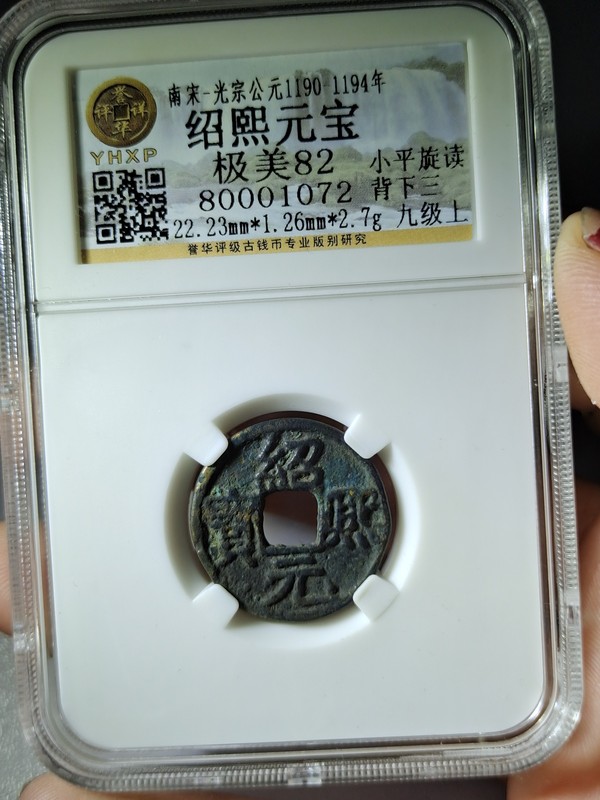 南宋-光宗公元1190-1194年
绍熙元宝
极美82 小平旋读
80001072 背下三
22.23mm*1.26mm*2.7g 九级上
誉华评级古钱币专业版别研究
YHXP
紹
熙
元
寶